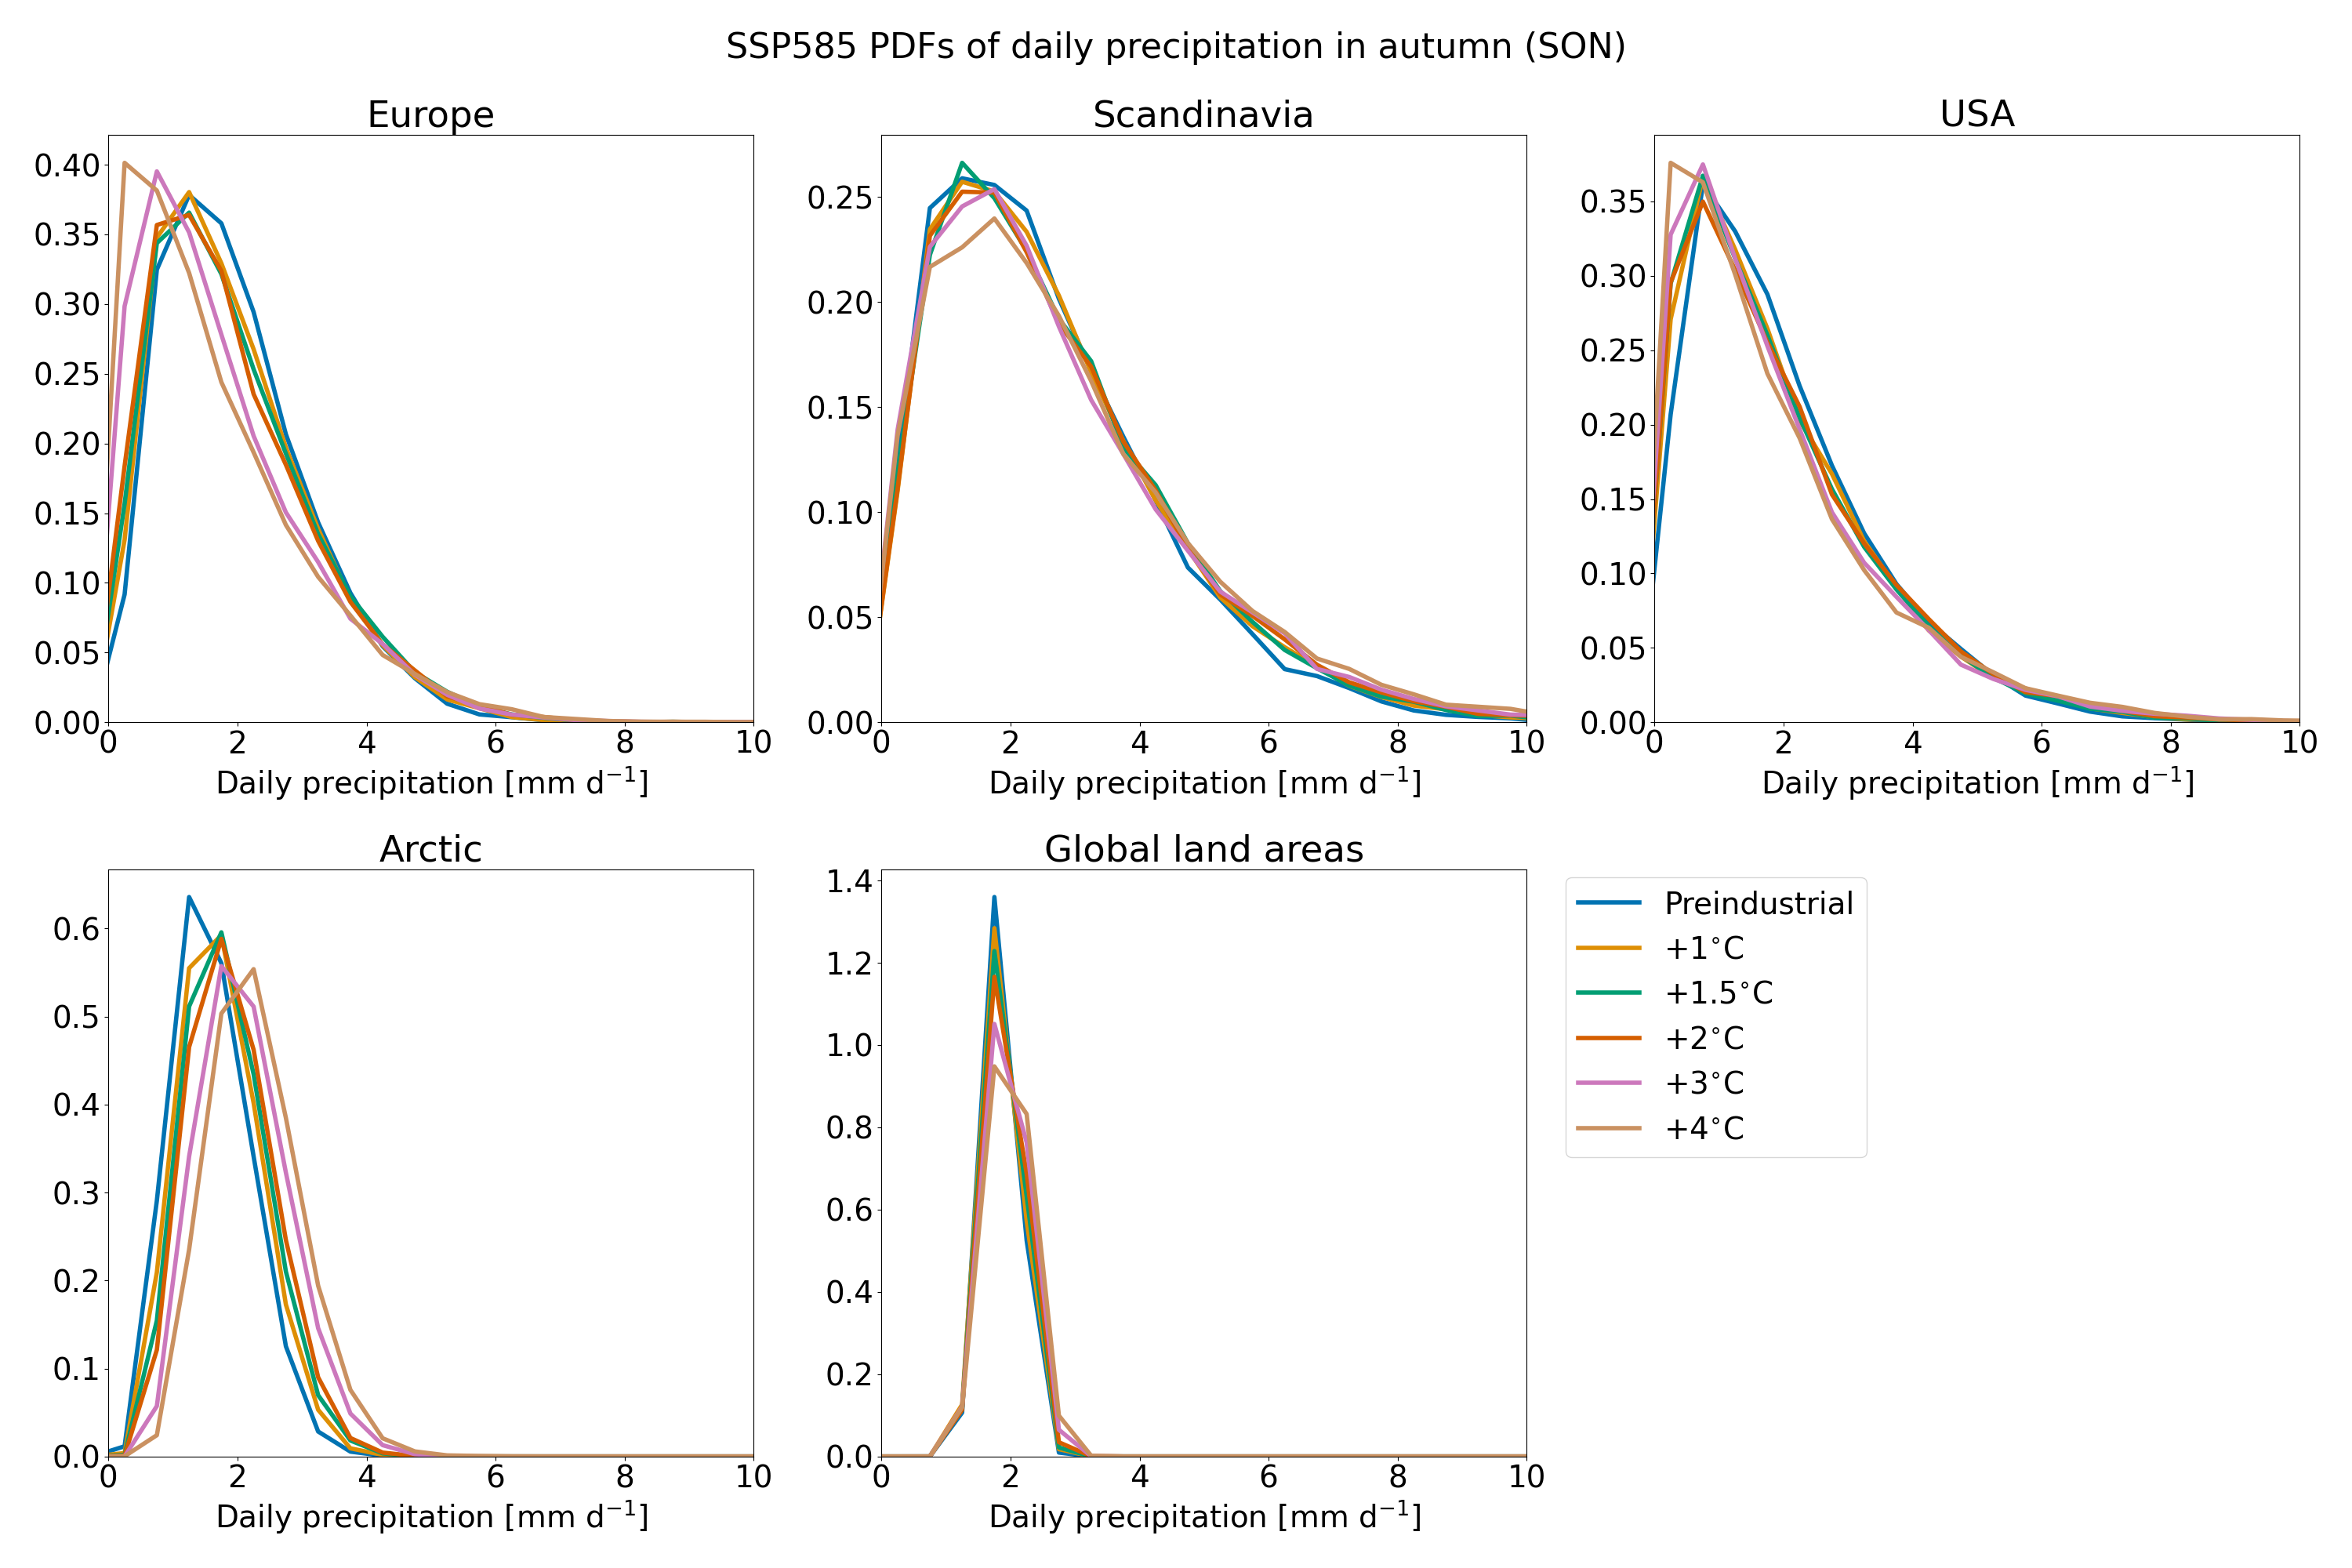 SSP585 PDFs of daily precipitation in autumn (SON)
Europe
0.40
0.35
0.30
0.25
0.20
0.15
0.10
0.05
0.00
0 2 4 6 8 10
Daily precipitation [mm d⁻¹]
Scandinavia
0.25
0.20
0.15
0.10
0.05
0.00
0 2 4 6 8 10
Daily precipitation [mm d⁻¹]
USA
0.35
0.30
0.25
0.20
0.15
0.10
0.05
0.00
0 2 4 6 8 10
Daily precipitation [mm d⁻¹]
Arctic
0.6
0.5
0.4
0.3
0.2
0.1
0.0
0 2 4 6 8 10
Daily precipitation [mm d⁻¹]
Global land areas
1.4
1.2
1.0
0.8
0.6
0.4
0.2
0.0
0 2 4 6 8 10
Daily precipitation [mm d⁻¹]
Preindustrial
+1°C
+1.5°C
+2°C
+3°C
+4°C